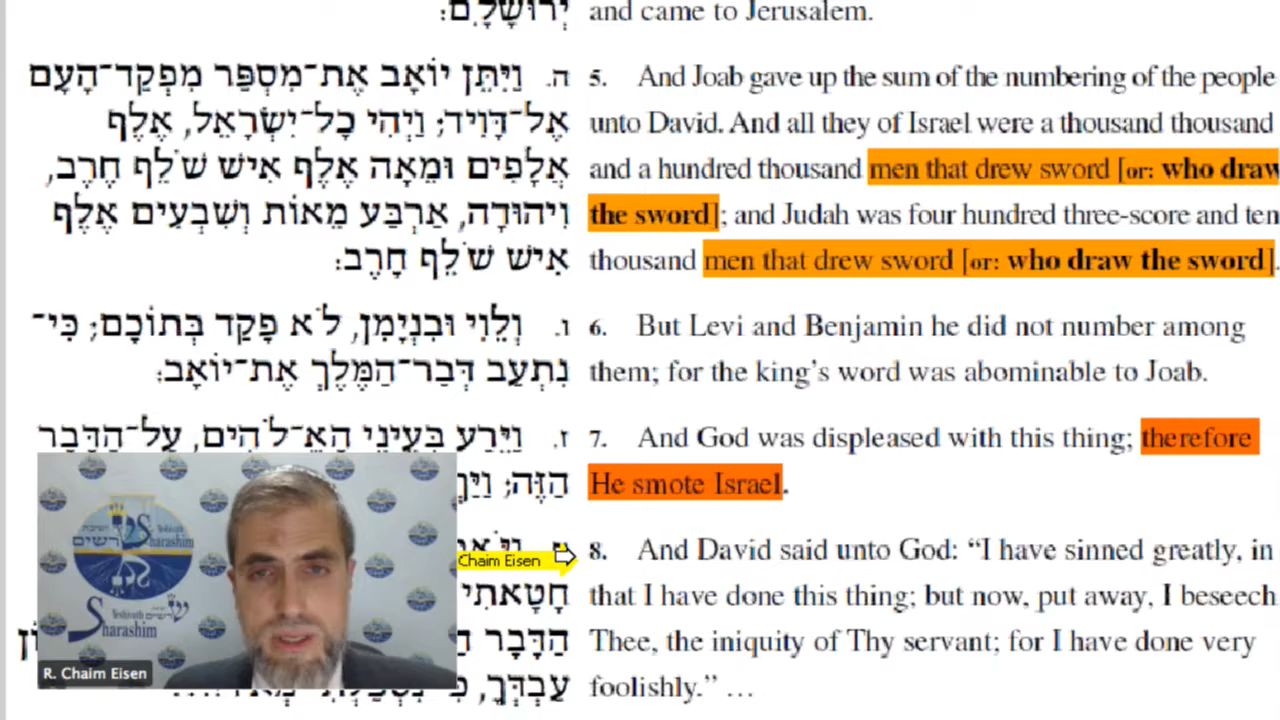 יְרוּשָׁלָיִם:
and came to Jerusalem.
ה. וַיִּתֵּן יוֹאָב אֶת־מִסְפַּר מִפְקַד־הָעָם
אֶל־דָּוִיד; וַיְהִי כָל־יִשְׂרָאֵל, אֶלֶף
אֲלָפִים וּמֵאָה אֶלֶף אִישׁ שֹׁלֵף חֶרֶב,
וִיהוּדָה, אַרְבַּע מֵאוֹת וְשִׁבְעִים אֶלֶף
אִישׁ שֹׁלֵף חָרֶב:
5. And Joab gave up the sum of the numbering of the people
unto David. And all they of Israel were a thousand thousand
and a hundred thousand men that drew sword [or: who draw
the sword]; and Judah was four hundred three-score and ten
thousand men that drew sword [or: who draw the sword].
ו. וְלֵוִי וּבִנְיָמִן, לֹא פָקַד בְּתוֹכָם; כִּי־
נִתְעַב דְּבַר־הַמֶּלֶךְ אֶת־יוֹאָב:
6. But Levi and Benjamin he did not number among
them; for the king’s word was abominable to Joab.
ז. וַיֵּרַע בְּעֵינֵי הָאֱ־לֹהִים, עַל־הַדָּבָר
הַזֶּה; וַיַּךְ
7. And God was displeased with this thing; therefore
He smote Israel.
חָטָאתִי
הַדָּבָר
עַבְדְּךָ, כִּי נִסְכַּלְתִּי מְאֹד...
8. And David said unto God: “I have sinned greatly, in
that I have done this thing; but now, put away, I beseech
Thee, the iniquity of Thy servant; for I have done very
foolishly.” …
Chaim Eisen
ישיבת
שרשים
Yeshivath
Sharashim
Yeshivath
Sharashim
R. Chaim Eisen